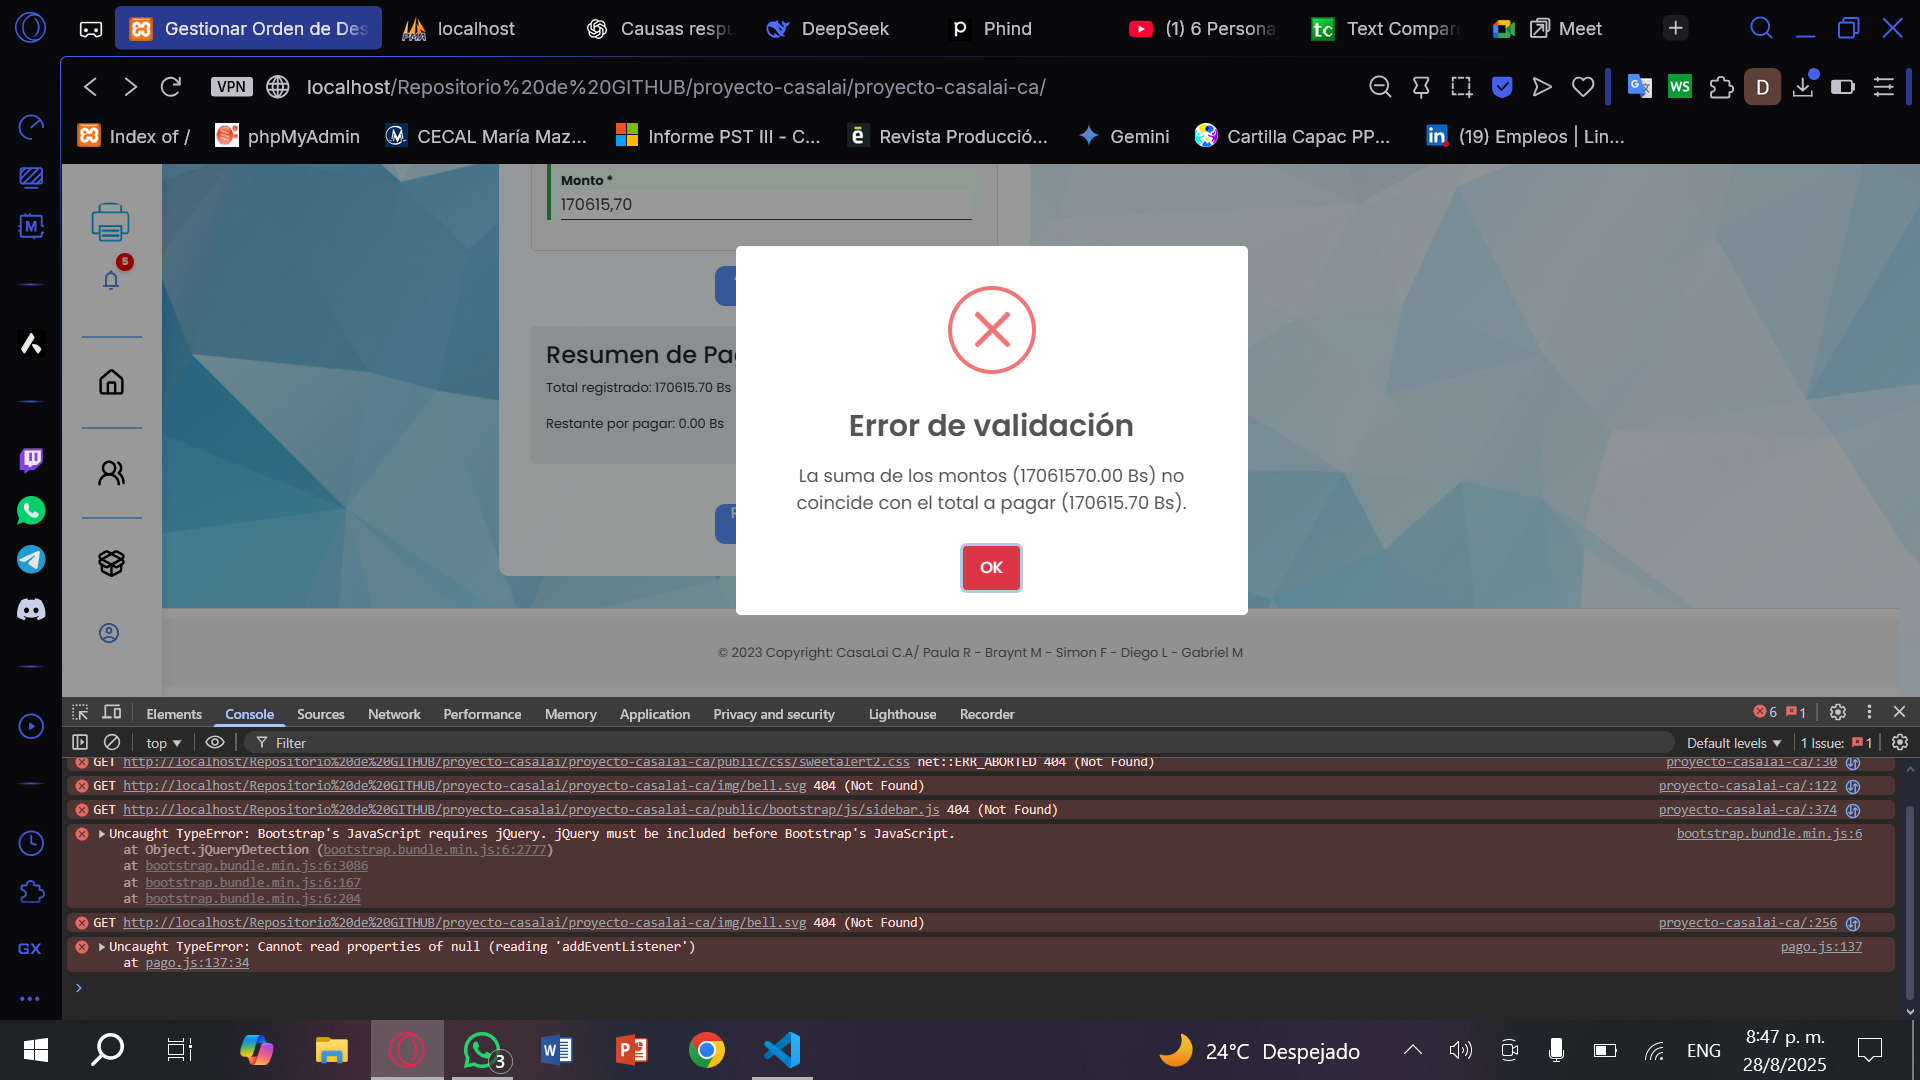 Gestionar Orden de Des
localhost
Causas resp
DeepSeek
Phind
(1) 6 Persona
Text Compar
Meet
VPN
localhost/Repositorio%20de%20GITHUB/proyecto-casalai/proyecto-casalai-ca/
WS
D
Index of /
phpMyAdmin
CECAL María Maz...
Informe PST III - C...
Revista Producció...
Gemini
Cartilla Capac PP...
(19) Empleos | Lin...
5
Monto *
170615,70
Resumen de Pa
Total registrado: 170615.70 Bs
Restante por pagar: 0.00 Bs
Error de validación
La suma de los montos (17061570.00 Bs) no
coincide con el total a pagar (170615.70 Bs).
OK
© 2023 Copyright: CasaLai C.A/ Paula R - Braynt M - Simon F - Diego L - Gabriel M
GX
Elements
Console
Sources
Network
Performance
Memory
Application
Privacy and security
Lighthouse
Recorder
6
1
top
Filter
Default levels
1 Issue: 1
GET http://localhost/Repositorio%20de%20GITHUB/proyecto-casalai/proyecto-casalai-ca/public/css/sweetalert2.css net::ERR_ABORTED 404 (Not Found) proyecto-casalai-ca/:30
GET http://localhost/Repositorio%20de%20GITHUB/proyecto-casalai/proyecto-casalai-ca/img/bell.svg 404 (Not Found) proyecto-casalai-ca/:122
GET http://localhost/Repositorio%20de%20GITHUB/proyecto-casalai/proyecto-casalai-ca/public/bootstrap/js/sidebar.js 404 (Not Found) proyecto-casalai-ca/:374
Uncaught TypeError: Bootstrap's JavaScript requires jQuery. jQuery must be included before Bootstrap's JavaScript. bootstrap.bundle.min.js:6
at Object.jQueryDetection (bootstrap.bundle.min.js:6:2777)
at bootstrap.bundle.min.js:6:3086
at bootstrap.bundle.min.js:6:167
at bootstrap.bundle.min.js:6:204
GET http://localhost/Repositorio%20de%20GITHUB/proyecto-casalai/proyecto-casalai-ca/img/bell.svg 404 (Not Found) proyecto-casalai-ca/:256
Uncaught TypeError: Cannot read properties of null (reading 'addEventListener') pago.js:137
at pago.js:137:34
3
24°C Despejado
ENG
8:47 p. m.
28/8/2025